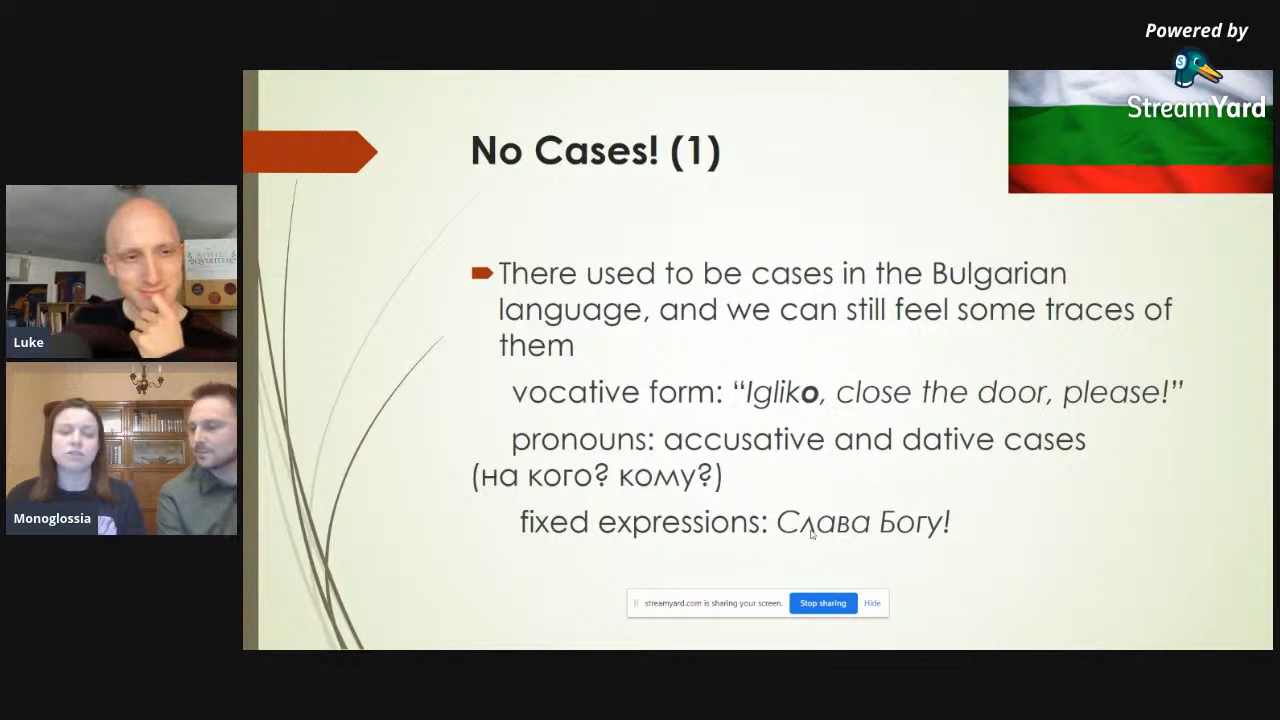 Powered by
StreamYard
No Cases! (1)
There used to be cases in the Bulgarian
language, and we can still feel some traces of
them
vocative form: “Igliko, close the door, please!”
pronouns: accusative and dative cases
(на кого? кому?)
fixed expressions: Слава Богу!
Luke
Monoglossia
streamyard.com is sharing your screen.
Stop sharing
Hide